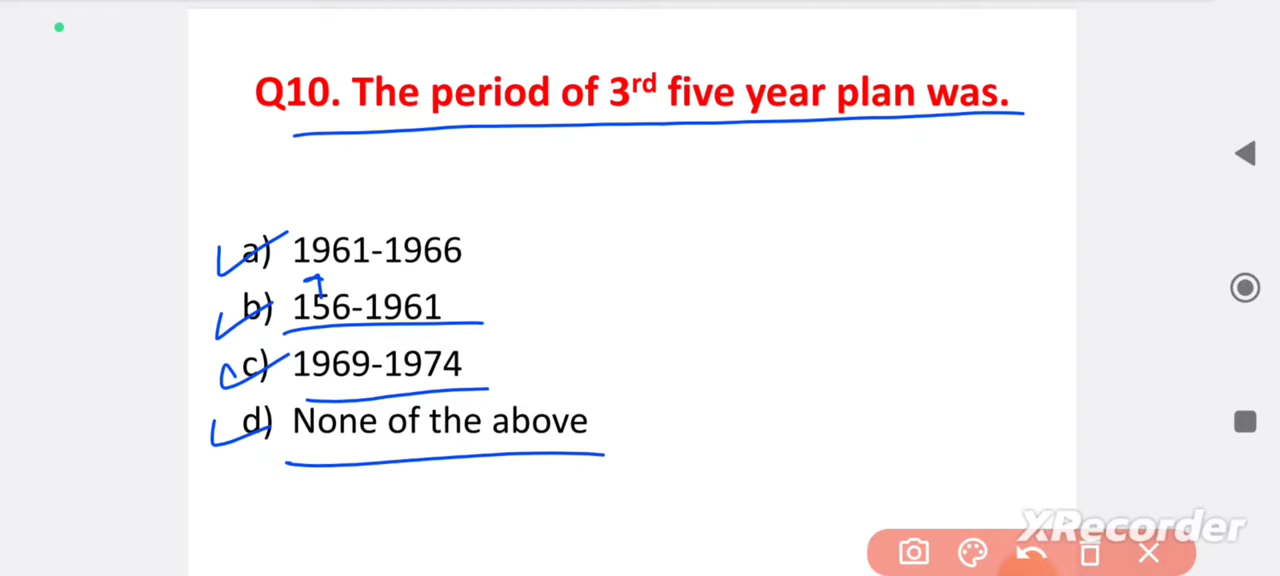 Q10. The period of 3rd five year plan was.
a) 1961-1966
b) 156-1961
c) 1969-1974
d) None of the above
XRecorder